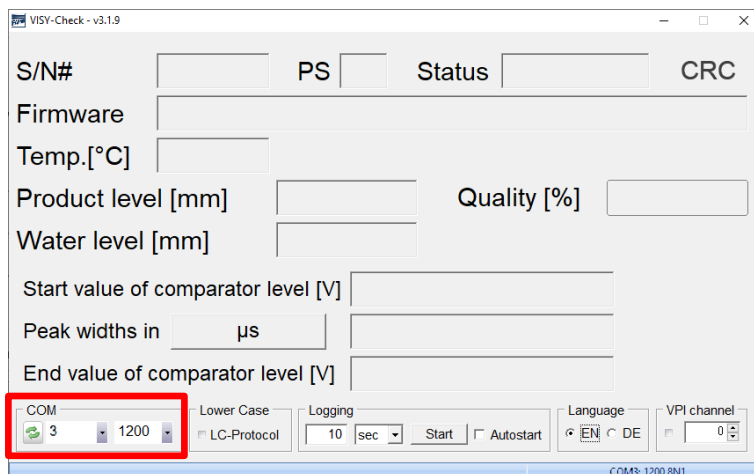 VISY-Check - v3.1.9
S/N# PS Status CRC
Firmware
Temp.[°C]
Product level [mm] Quality [%]
Water level [mm]
Start value of comparator level [V]
Peak widths in µs
End value of comparator level [V]
COM Lower Case Logging Language VPI channel
3 1200 LC-Protocol 10 sec Start Autostart EN DE 0
COM3: 1200 8N1